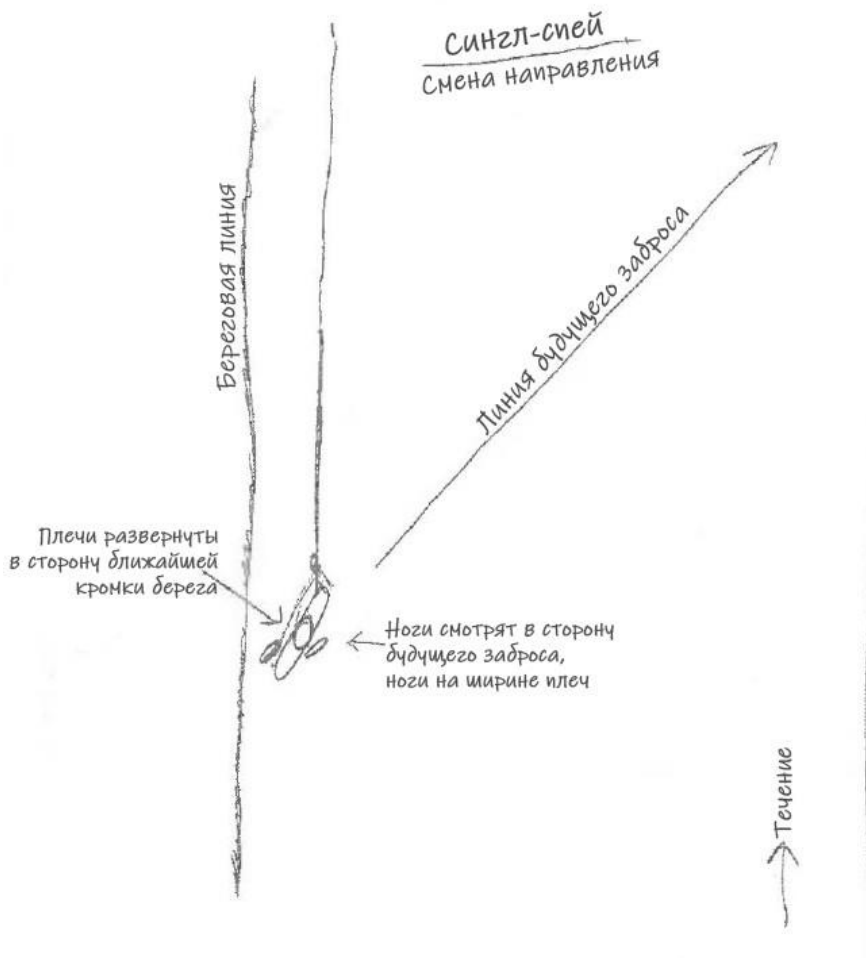 Сингл-спей
Смена направления
Береговая линия
Линия будущего заброса
Плечи развернуты
в сторону ближайшей
кромки берега
Ноги смотрят в сторону
будущего заброса,
ноги на ширине плеч
Течение